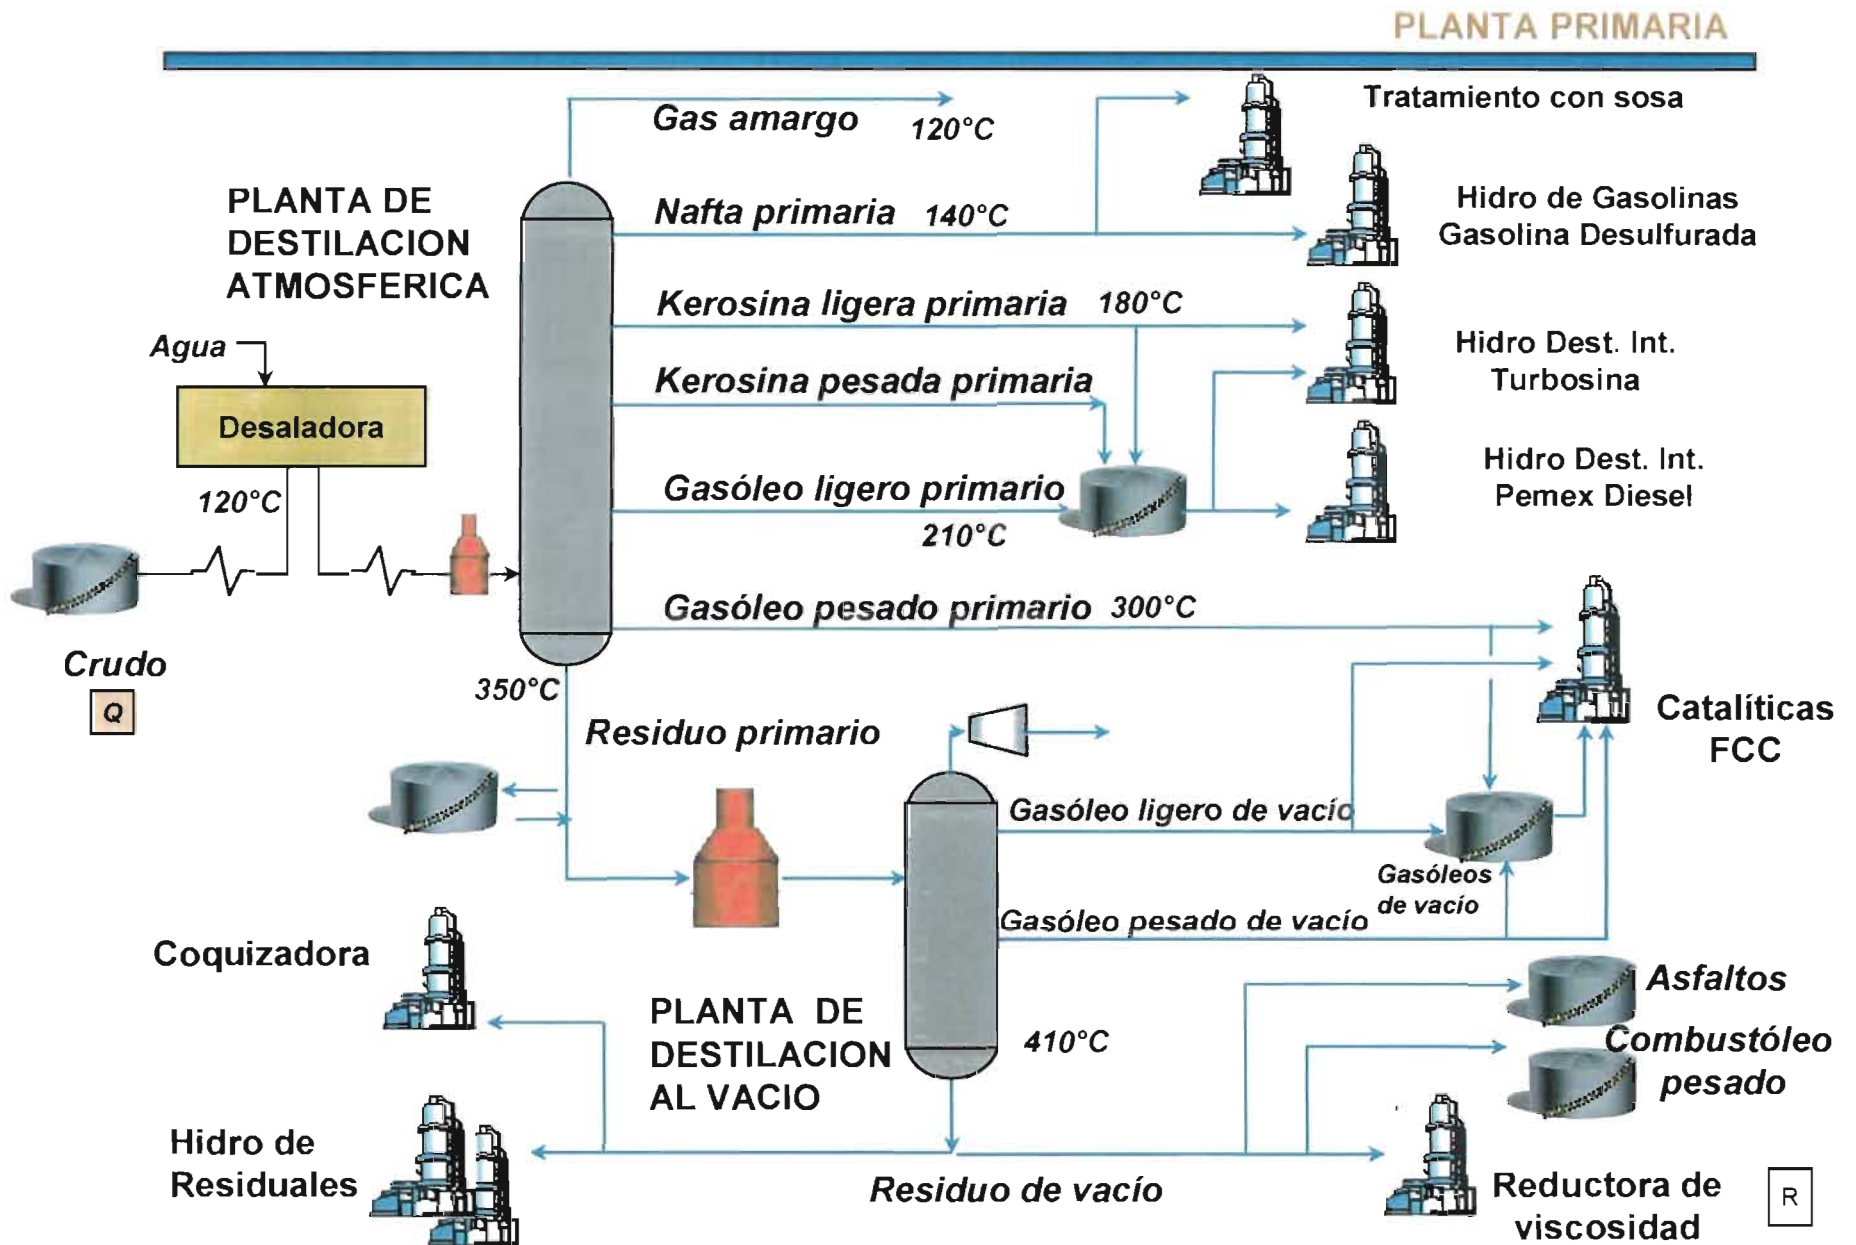 PLANTA PRIMARIA
Gas amargo
120°C
Tratamiento con sosa
PLANTA DE
DESTILACION
ATMOSFERICA
Nafta primaria
140°C
Hidro de Gasolinas
Gasolina Desulfurada
Kerosina ligera primaria
180°C
Agua
Hidro Dest. Int.
Turbosina
Kerosina pesada primaria
Desaladora
Gasóleo ligero primario
210°C
Hidro Dest. Int.
Pemex Diesel
120°C
Gasóleo pesado primario
300°C
Crudo
Q
350°C
Residuo primario
Catalíticas
FCC
Gasóleo ligero de vacío
Gasóleos
de vacío
Gasóleo pesado de vacío
Coquizadora
PLANTA DE
DESTILACION
AL VACIO
410°C
Asfaltos
Combustóleo
pesado
Hidro de
Residuales
Residuo de vacío
Reductora de
viscosidad
R